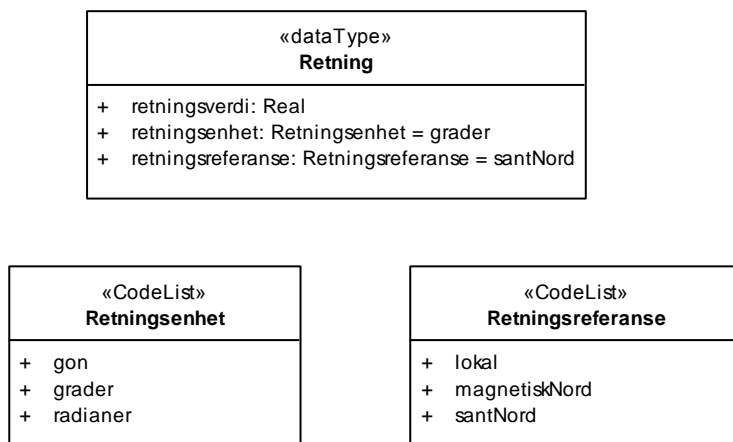 «dataType»
Retning
+ retningsverdi: Real
+ retningsenhet: Retningsenhet = grader
+ retningsreferanse: Retningsreferanse = santNord
«CodeList»
Retningsenhet
+ gon
+ grader
+ radianer
«CodeList»
Retningsreferanse
+ lokal
+ magnetiskNord
+ santNord